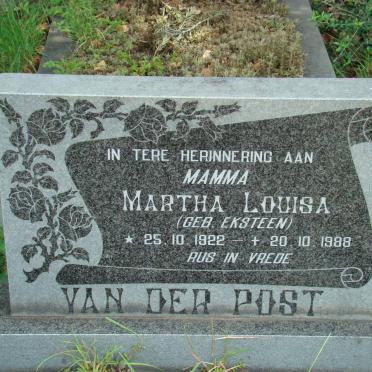 IN TERE HERINNERING AAN
MAMMA
MARTHA LOUISA
(GEB. EKSTEEN)
★ 25.10.1922 – + 20.10.1988
RUS IN VREDE
VAN DER POST